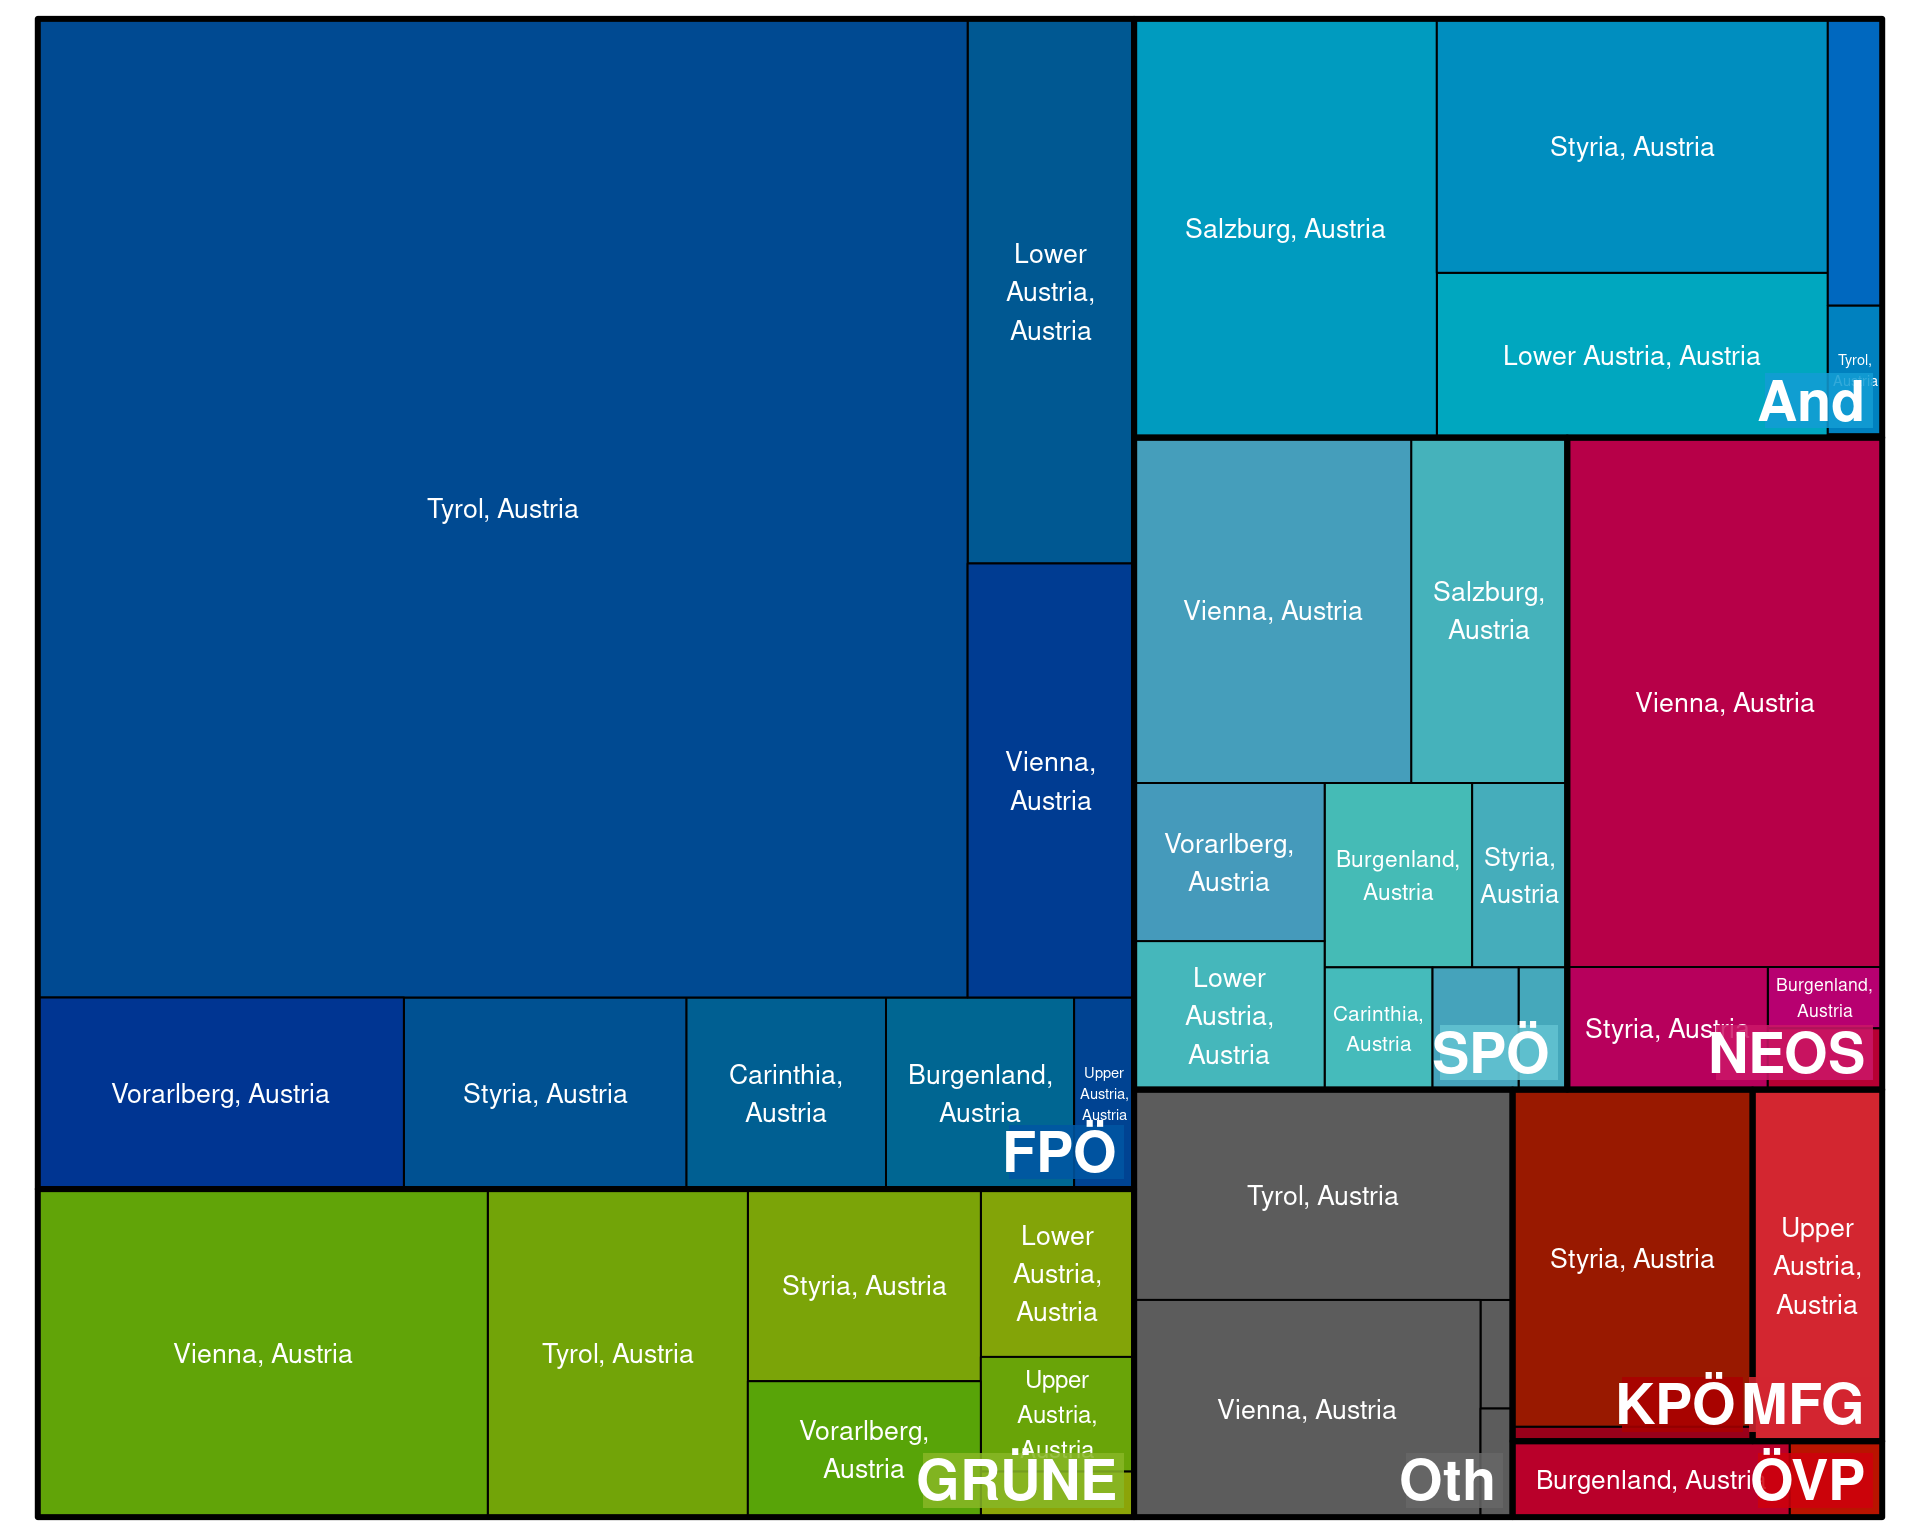 Tyrol, Austria
Lower
Austria,
Austria
Vienna,
Austria
Vorarlberg, Austria
Styria, Austria
Carinthia,
Austria
Burgenland,
Austria
Upper
Austria,
Austria
FPÖ
Vienna, Austria
Tyrol, Austria
Styria, Austria
Vorarlberg,
Austria
Lower
Austria,
Austria
Upper
Austria,
Austria
GRÜNE
Salzburg, Austria
Styria, Austria
Lower Austria, Austria
Tyrol,
Austria
And
Vienna, Austria
Salzburg,
Austria
Vorarlberg,
Austria
Burgenland,
Austria
Styria,
Austria
Lower
Austria,
Austria
Carinthia,
Austria
SPÖ
Vienna, Austria
Styria, Austria
Burgenland,
Austria
NEOS
Tyrol, Austria
Vienna, Austria
Oth
Styria, Austria
KPÖ
Upper
Austria,
Austria
MFG
Burgenland, Austria
ÖVP